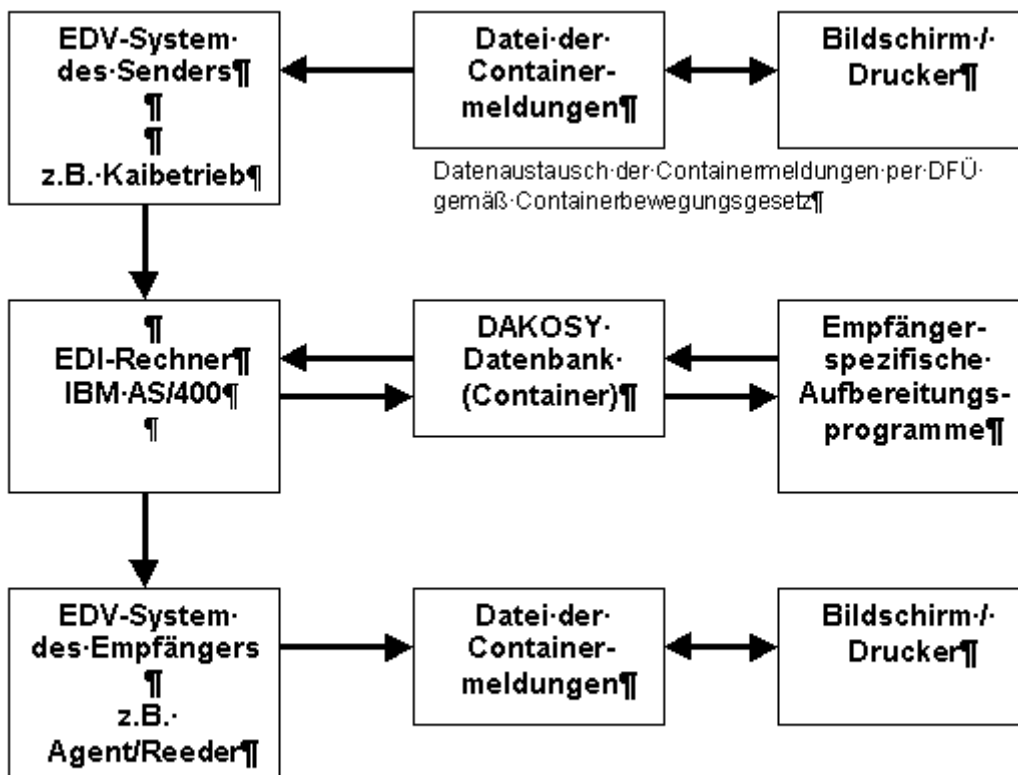 EDV-System·
des·Senders¶
¶
¶
z.B.·Kaibetrieb¶
Datei·der·
Container-
meldungen¶
Bildschirm·/·
Drucker¶
Datenaustausch·der·Containermeldungen·per·DFÜ·
gemäß·Containerbewegungsgesetz¶
¶
EDI-Rechner¶
IBM·AS/400¶
¶
DAKOSY·
Datenbank·
(Container)¶
Empfänger-
spezifische·
Aufbereitungs-
programme¶
EDV-System·
des·Empfängers
¶
z.B.·
Agent/Reeder¶
Datei·der·
Container-
meldungen¶
Bildschirm·/·
Drucker¶